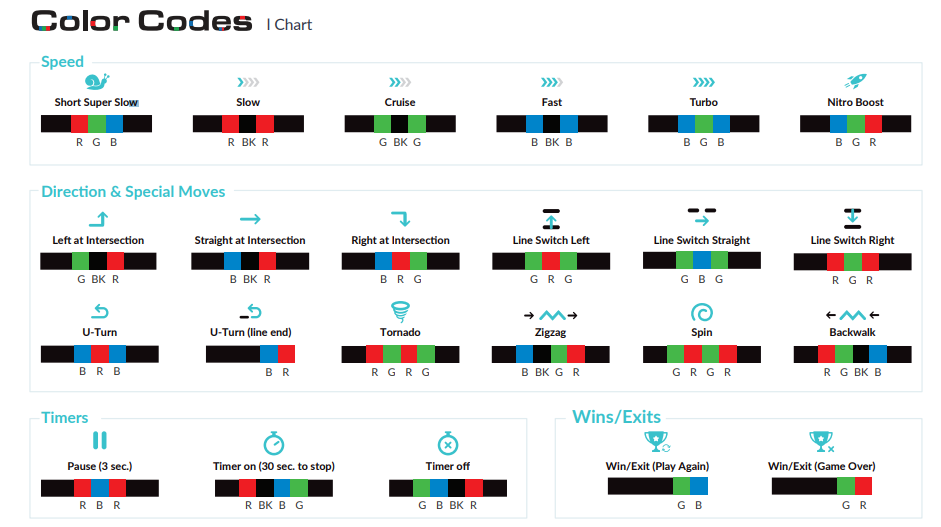 Color Codes | Chart
Speed
Short Super Slow Slow Cruise Fast Turbo Nitro Boost
R G B R BK R G BK G B BK B B G B B G R
Direction & Special Moves
Left at Intersection Straight at Intersection Right at Intersection Line Switch Left Line Switch Straight Line Switch Right
G BK R B BK R B R G G R G G B G R G R
U-Turn U-Turn (line end) Tornado Zigzag Spin Backwalk
B R B B R R G R G B BK G R G R G R R G BK B
Timers Wins/Exits
Pause (3 sec.) Timer on (30 sec. to stop) Timer off Win/Exit (Play Again) Win/Exit (Game Over)
R B R R BK B G G B BK R G B G R